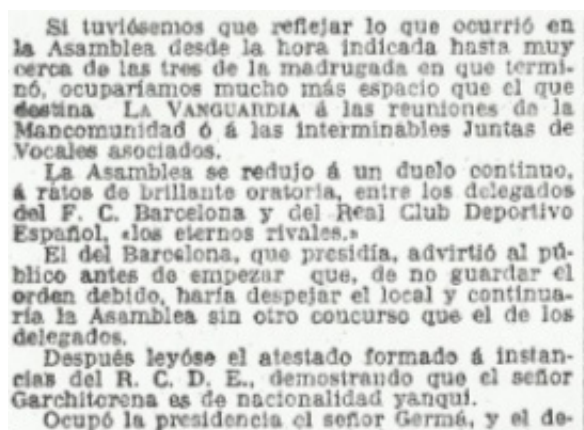 Si tuviésemos que reflejar lo que ocurrió en
la Asamblea desde la hora indicada hasta muy
cerca de las tres de la madrugada en que termi-
nó, ocuparíamos mucho más espacio que el que
destina LA VANGUARDIA á las reuniones de la
Mancomunidad ó á las interminables Juntas de
Vocales asociados.
La Asamblea se redujo á un duelo continuo,
á ratos de brillante oratoria, entre los delegados
del F. C. Barcelona y del Real Club Deportivo
Español, «los eternos rivales.»
El del Barcelona, que presidía, advirtió al pú-
blico antes de empezar que, de no guardar el
orden debido, haría despejar el local y continua-
ría la Asamblea sin otro concurso que el de los
delegados.
Después leyóse el atestado formado á instan-
cias del R. C. D. E., demostrando que el señor
Garchitorena es de nacionalidad yanqui.
Ocupó la presidencia el señor Germá, y el de-